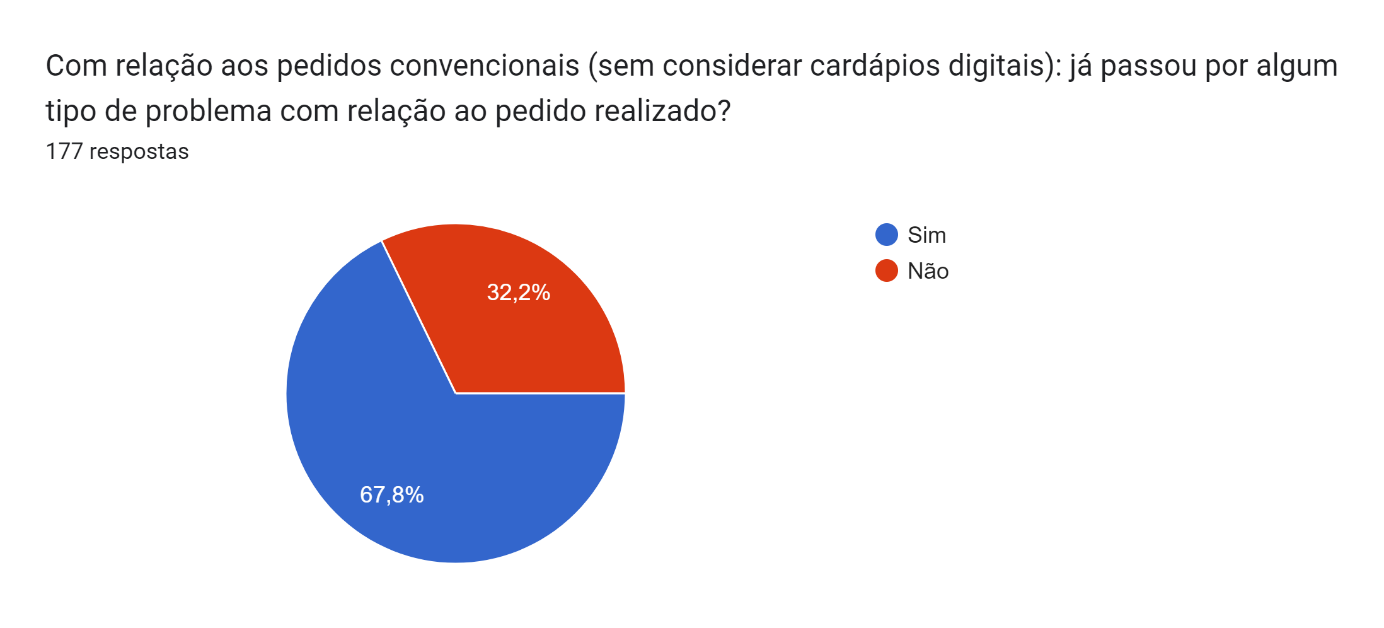 Com relação aos pedidos convencionais (sem considerar cardápios digitais): já passou por algum
tipo de problema com relação ao pedido realizado?
177 respostas
Sim
Não
32,2%
67,8%